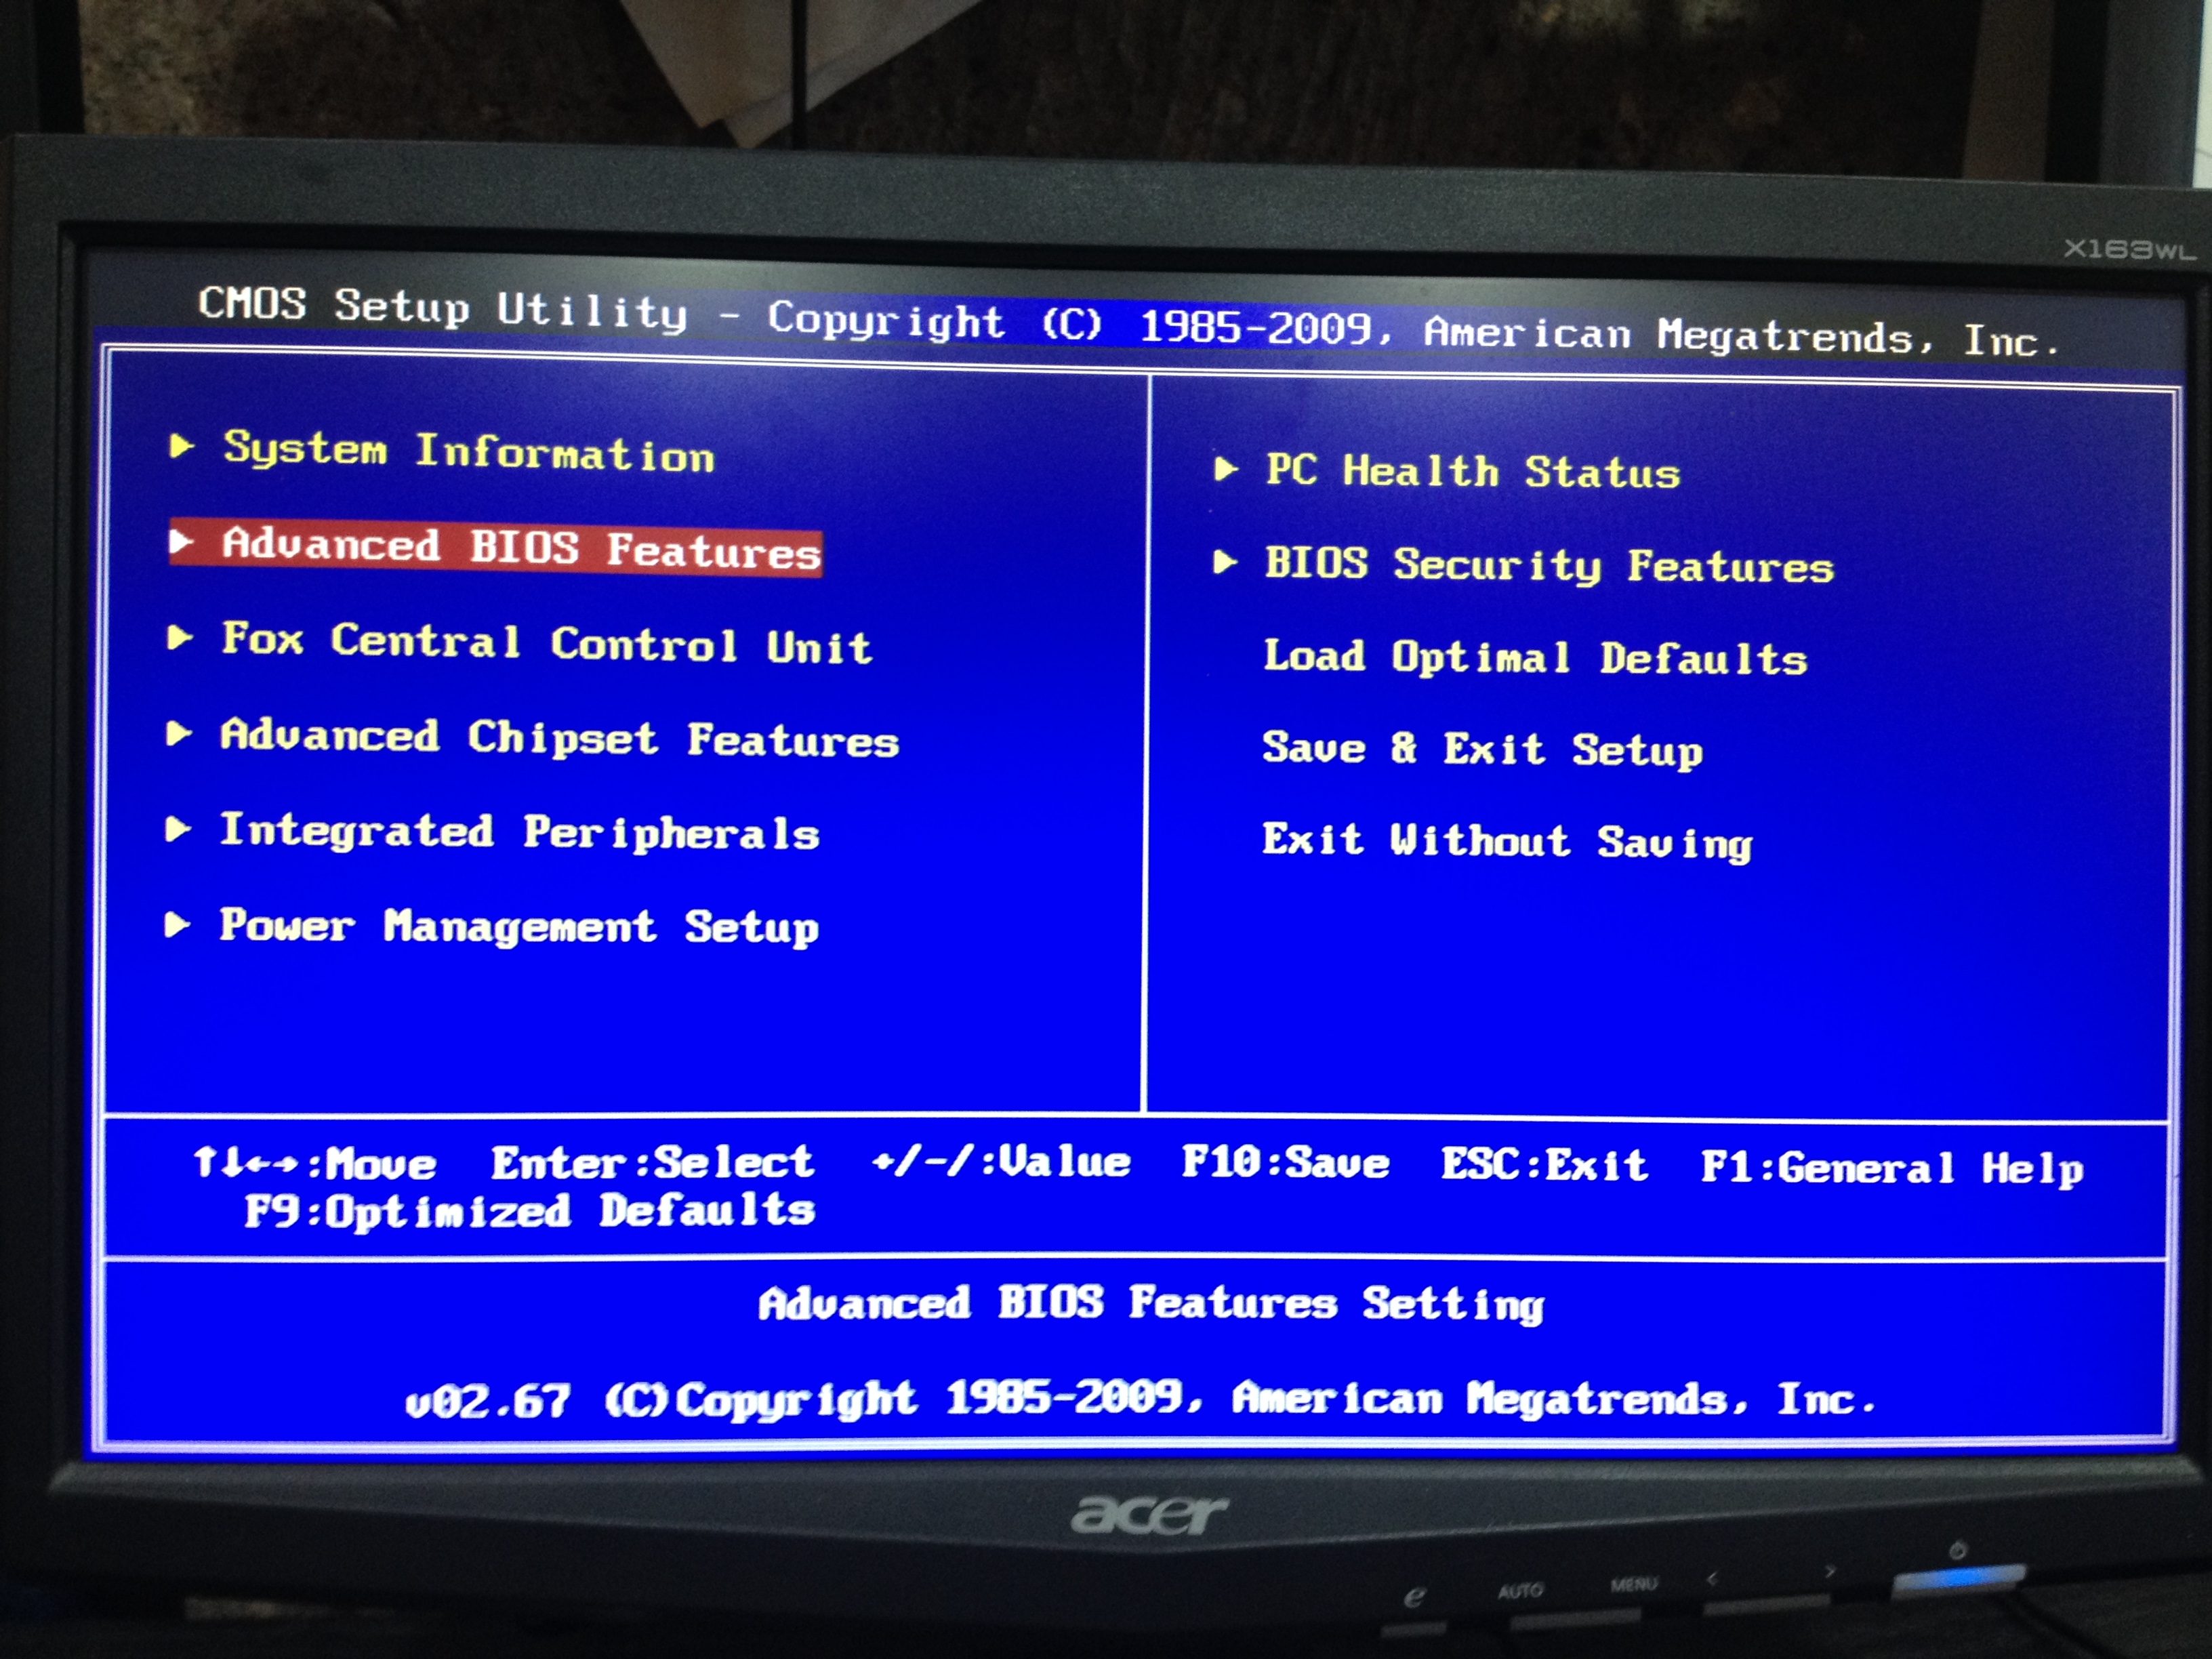 X163WL
CMOS Setup Utility - Copyright (C) 1985-2009, American Megatrends, Inc.
▶ System Information
▶ Advanced BIOS Features
▶ Fox Central Control Unit
▶ Advanced Chipset Features
▶ Integrated Peripherals
▶ Power Management Setup
▶ PC Health Status
▶ BIOS Security Features
Load Optimal Defaults
Save & Exit Setup
Exit Without Saving
↑↓←→:Move Enter:Select +/-/:Value F10:Save ESC:Exit F1:General Help
F9:Optimized Defaults
Advanced BIOS Features Setting
v02.67 (C)Copyright 1985-2009, American Megatrends, Inc.
acer
e AUTO MENU < >